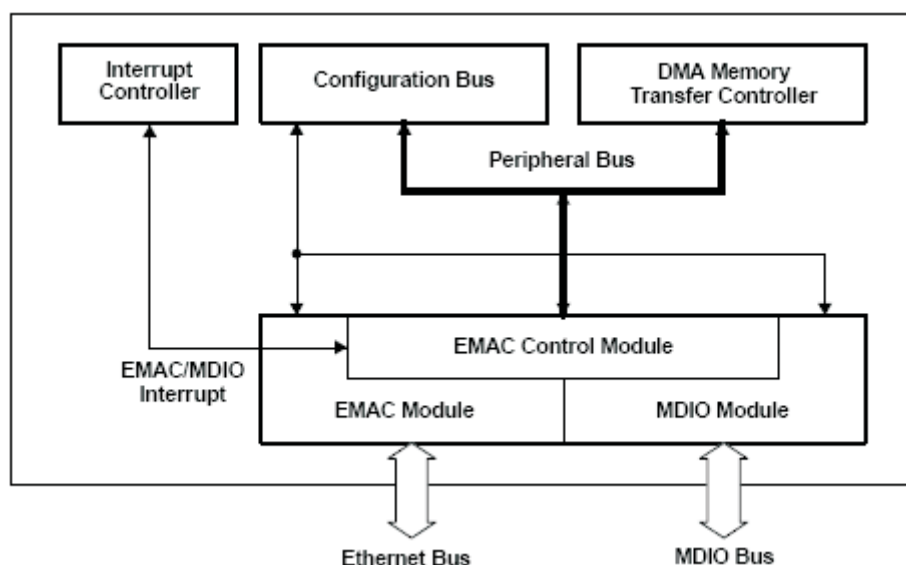 Interrupt
Controller
Configuration Bus
DMA Memory
Transfer Controller
Peripheral Bus
EMAC Control Module
EMAC/MDIO
Interrupt
EMAC Module
MDIO Module
Ethernet Bus
MDIO Bus